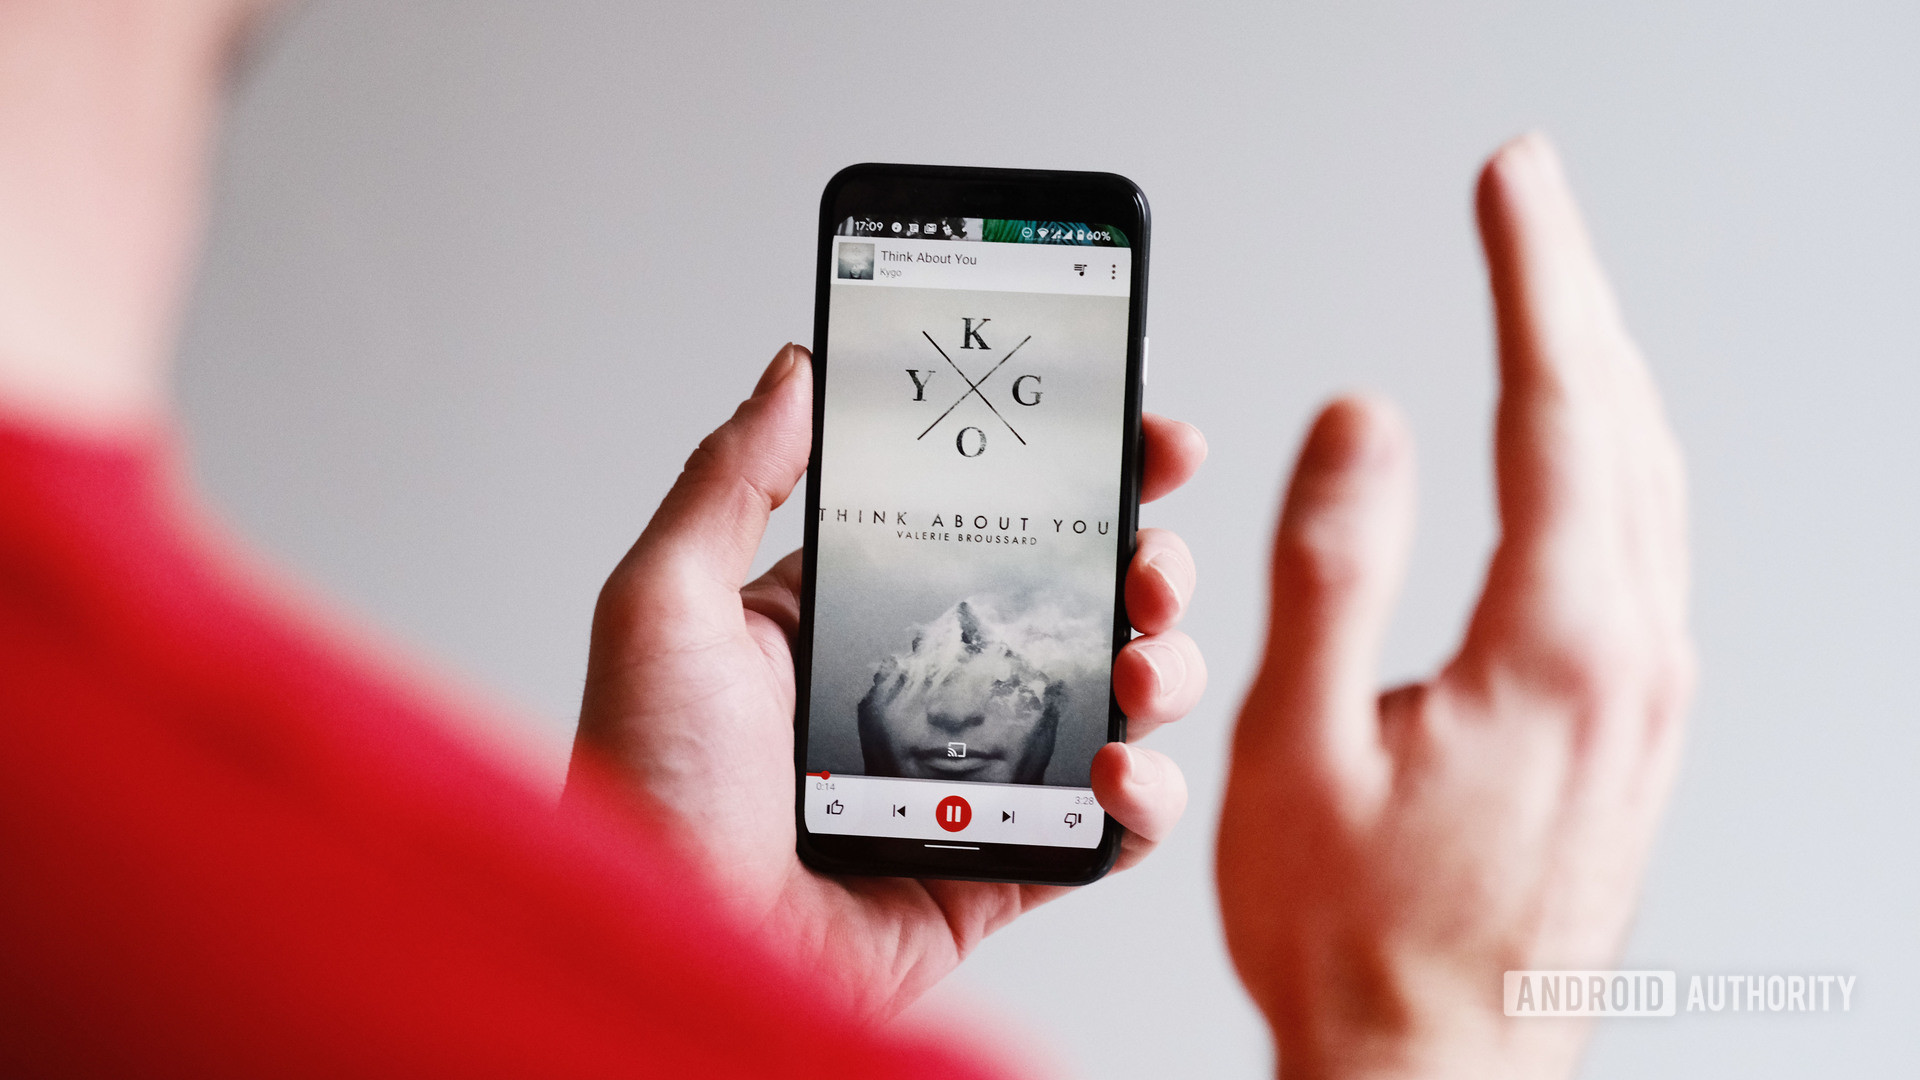 17:09
60%
Think About You
Kygo
K
Y G
O
THINK ABOUT YOU
VALERIE BROUSSARD
0:14
3:28
ANDROID AUTHORITY